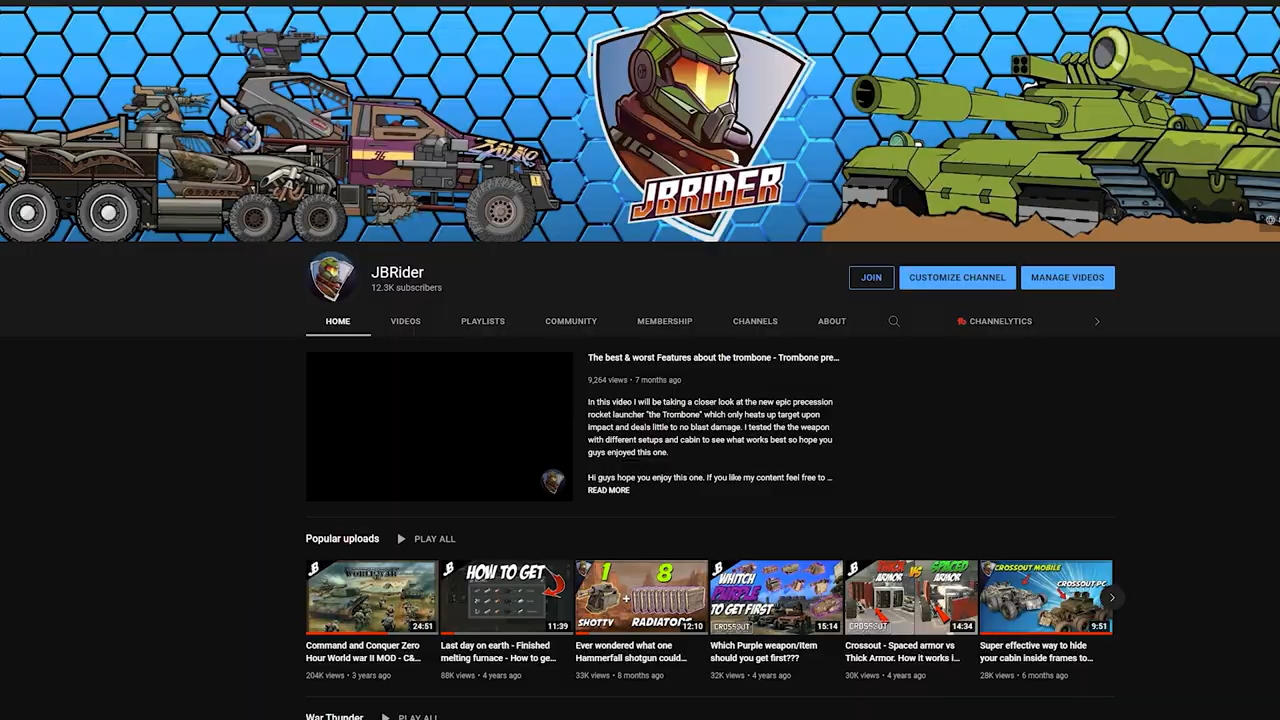 JBRIDER
JBRider
12.3K subscribers
JOIN
CUSTOMIZE CHANNEL
MANAGE VIDEOS
HOME
VIDEOS
PLAYLISTS
COMMUNITY
MEMBERSHIP
CHANNELS
ABOUT
CHANNELYTICS
The best & worst Features about the trombone - Trombone pre...
9,264 views • 7 months ago
In this video I will be taking a closer look at the new epic precession
rocket launcher "the Trombone" which only heats up target upon
impact and deals little to no blast damage. I tested the the weapon
with different setups and cabin to see what works best so hope you
guys enjoyed this one.
Hi guys hope you enjoy this one. If you like my content feel free to ...
READ MORE
Popular uploads
PLAY ALL
WORLD WAR
24:51
HOW TO GET
11:39
1
8
+
SHOTTY
RADIATORS
12:10
WHITCH
PURPLE
TO GET FIRST
CROSSOUT
15:14
THICK
ARMOR
VS
SPACED
ARMOR
CROSSOUT
14:34
CROSSOUT MOBILE
CROSSOUT PC
9:51
Command and Conquer Zero
Hour World war II MOD - C&...
204K views • 3 years ago
Last day on earth - Finished
melting furnace - How to ge...
88K views • 4 years ago
Ever wondered what one
Hammerfall shotgun could...
33K views • 8 months ago
Which Purple weapon/Item
should you get first???
32K views • 4 years ago
Crossout - Spaced armor vs
Thick Armor. How it works i...
30K views • 4 years ago
Super effective way to hide
your cabin inside frames to...
28K views • 6 months ago
War Thunder
PLAY ALL